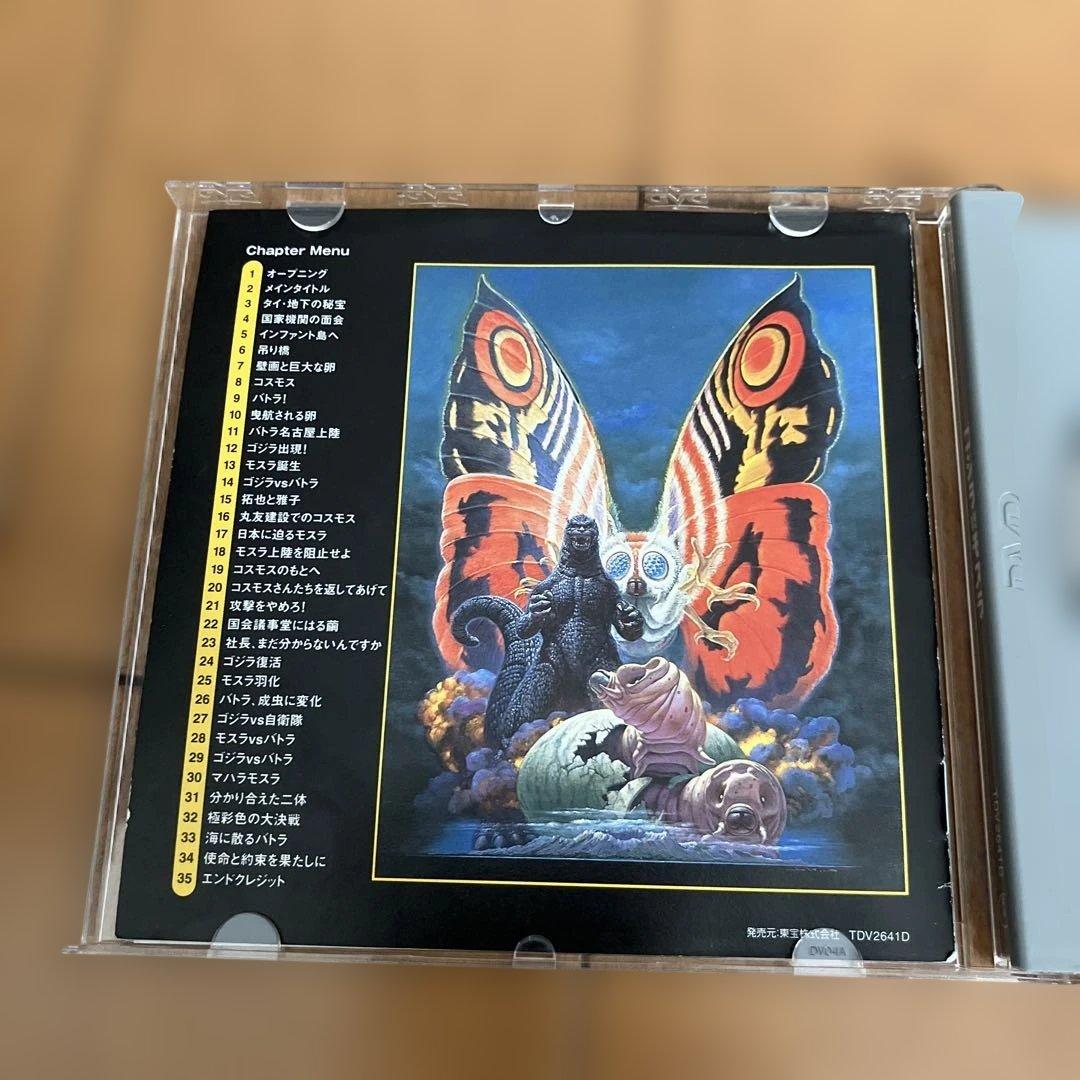 Chapter Menu
1 オープニング
2 メインタイトル
3 タイ・地下の秘宝
4 国家機関の面会
5 インファント島へ
6 吊り橋
7 壁画と巨大な卵
8 コスモス
9 バトラ!
10 曳航される卵
11 バトラ名古屋上陸
12 ゴジラ出現!
13 モスラ誕生
14 ゴジラvsバトラ
15 拓也と雅子
16 丸友建設でのコスモス
17 日本に迫るモスラ
18 モスラ上陸を阻止せよ
19 コスモスのもとへ
20 コスモスさんたちを返してあげて
21 攻撃をやめろ!
22 国会議事堂にはる繭
23 社長、まだ分からないんですか
24 ゴジラ復活
25 モスラ羽化
26 バトラ、成虫に変化
27 ゴジラvs自衛隊
28 モスラvsバトラ
29 ゴジラvsバトラ
30 マハラモスラ
31 分かり合えた二体
32 極彩色の大決戦
33 海に散るバトラ
34 使命と約束を果たしに
35 エンドクレジット
発売元:東宝株式会社 TDV2641D
DV04A
DVD